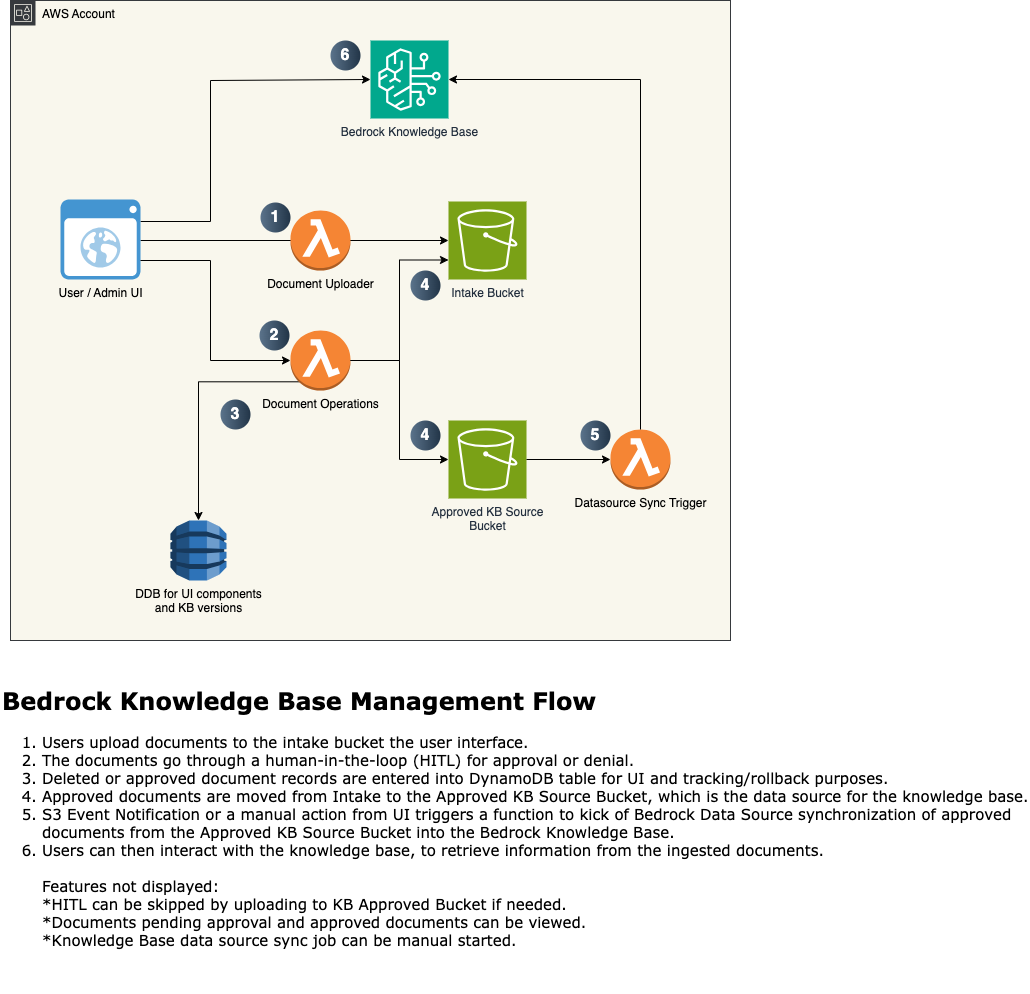 AWS Account
6
Bedrock Knowledge Base
1
Document Uploader
User / Admin UI
4
Intake Bucket
2
Document Operations
3
4
Approved KB Source
Bucket
5
Datasource Sync Trigger
DDB for UI components
and KB versions
Bedrock Knowledge Base Management Flow
1. Users upload documents to the intake bucket the user interface.
2. The documents go through a human-in-the-loop (HITL) for approval or denial.
3. Deleted or approved document records are entered into DynamoDB table for UI and tracking/rollback purposes.
4. Approved documents are moved from Intake to the Approved KB Source Bucket, which is the data source for the knowledge base.
5. S3 Event Notification or a manual action from UI triggers a function to kick of Bedrock Data Source synchronization of approved
documents from the Approved KB Source Bucket into the Bedrock Knowledge Base.
6. Users can then interact with the knowledge base, to retrieve information from the ingested documents.
Features not displayed:
*HITL can be skipped by uploading to KB Approved Bucket if needed.
*Documents pending approval and approved documents can be viewed.
*Knowledge Base data source sync job can be manual started.